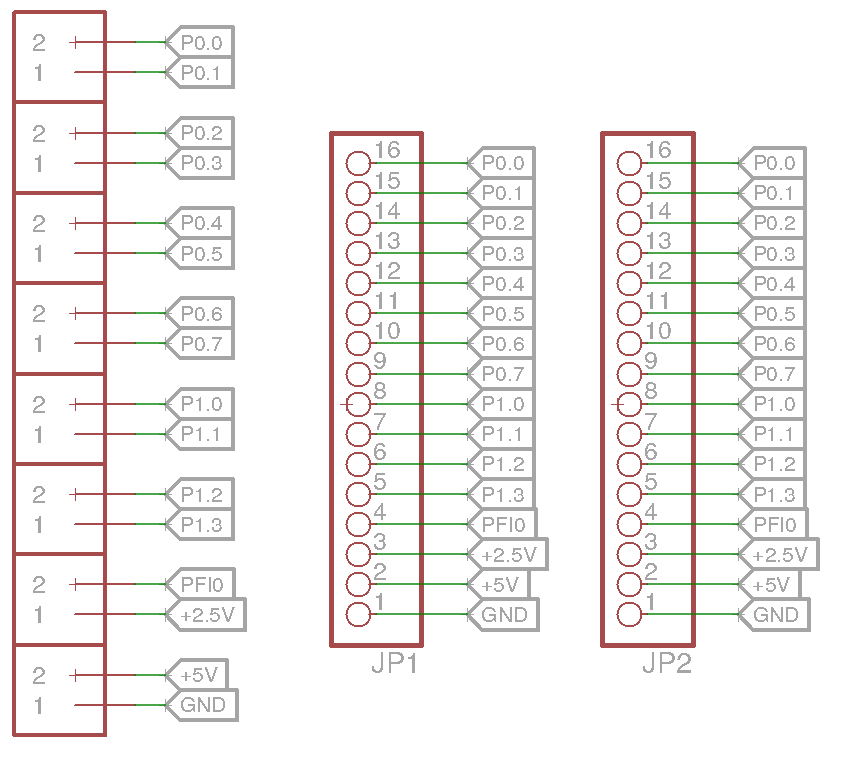 2 P0.0
1 P0.1
2 P0.2
1 P0.3
2 P0.4
1 P0.5
2 P0.6
1 P0.7
2 P1.0
1 P1.1
2 P1.2
1 P1.3
2 PFI0
1 +2.5V
2 +5V
1 GND
16 P0.0
15 P0.1
14 P0.2
13 P0.3
12 P0.4
11 P0.5
10 P0.6
9 P0.7
8 P1.0
7 P1.1
6 P1.2
5 P1.3
4 PFI0
3 +2.5V
2 +5V
1 GND
JP1
16 P0.0
15 P0.1
14 P0.2
13 P0.3
12 P0.4
11 P0.5
10 P0.6
9 P0.7
8 P1.0
7 P1.1
6 P1.2
5 P1.3
4 PFI0
3 +2.5V
2 +5V
1 GND
JP2